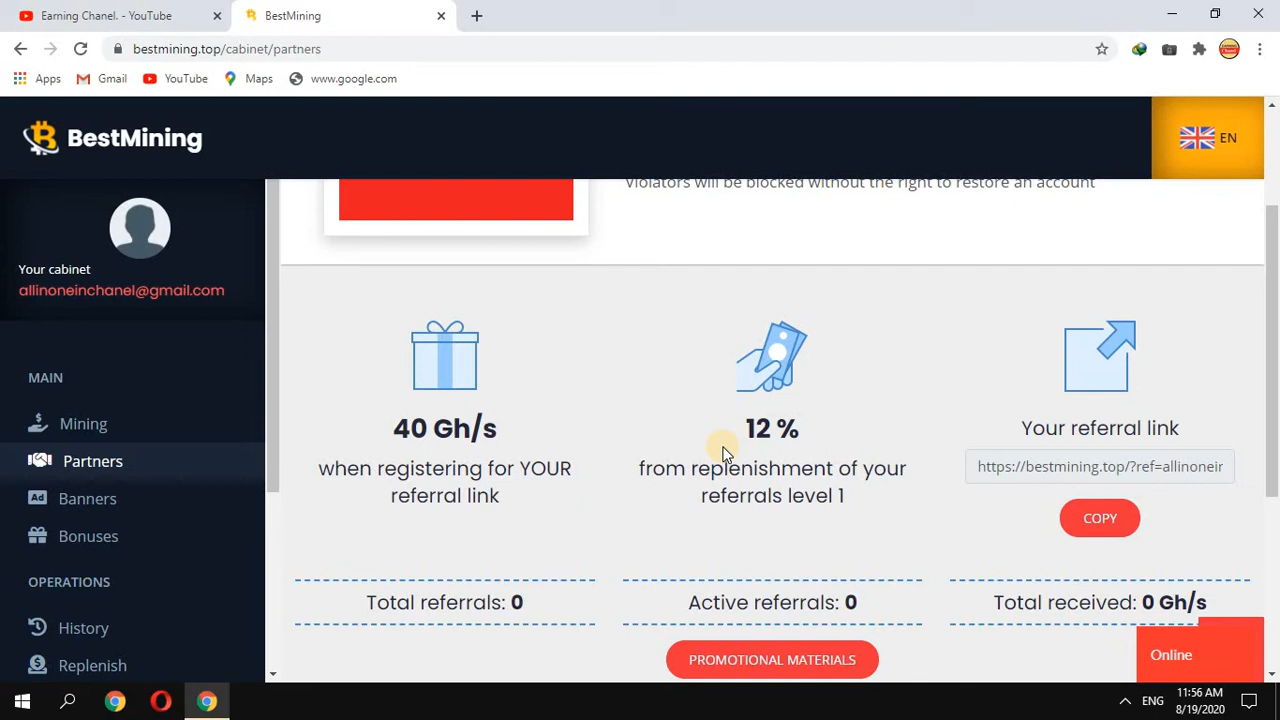 Earning Chanel. - YouTube
BestMining
bestmining.top/cabinet/partners
Apps
Gmail
YouTube
Maps
www.google.com
BestMining
EN
Your cabinet
allinoneinchanel@gmail.com
MAIN
Mining
Partners
Ad Banners
Bonuses
OPERATIONS
History
Replenish
Violators will be blocked without the right to restore an account
40 Gh/s
when registering for YOUR
referral link
12 %
from replenishment of your
referrals level 1
Your referral link
https://bestmining.top/?ref=allinoneir
COPY
Total referrals: 0
Active referrals: 0
Total received: 0 Gh/s
PROMOTIONAL MATERIALS
Online
ENG
11:56 AM
8/19/2020